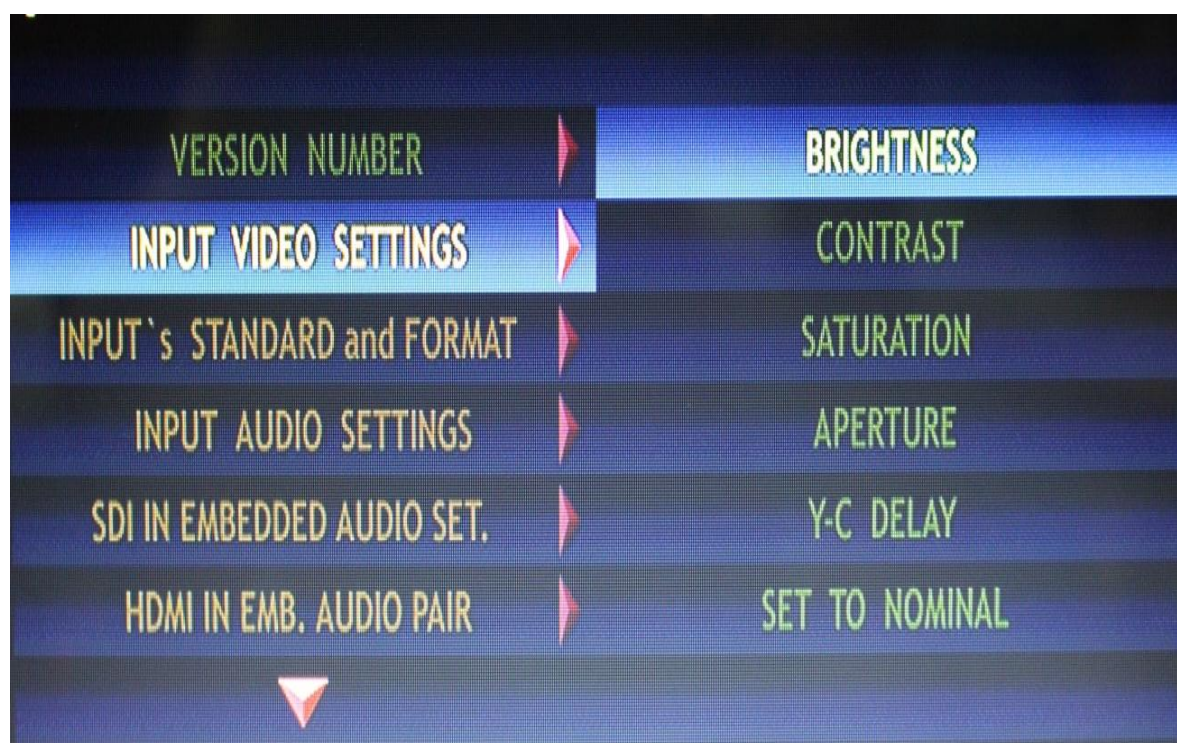 VERSION NUMBER
INPUT VIDEO SETTINGS
INPUT`s STANDARD and FORMAT
INPUT AUDIO SETTINGS
SDI IN EMBEDDED AUDIO SET.
HDMI IN EMB. AUDIO PAIR
BRIGHTNESS
CONTRAST
SATURATION
APERTURE
Y-C DELAY
SET TO NOMINAL